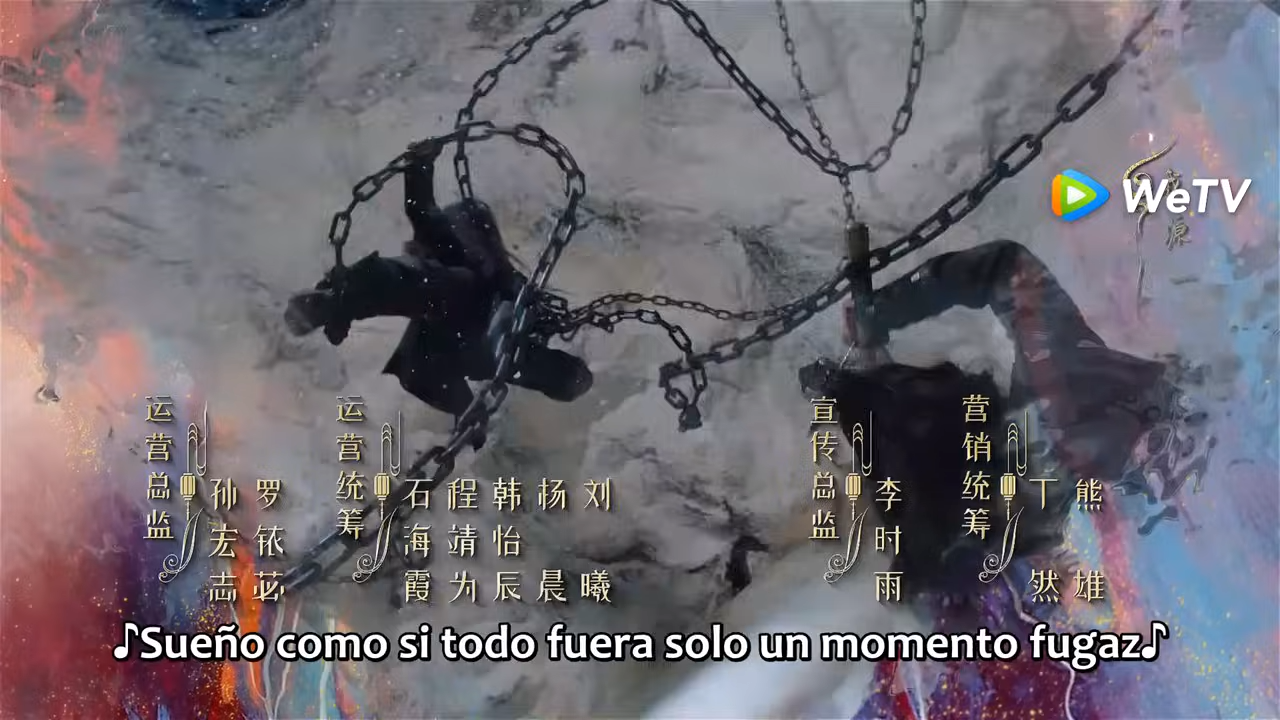 WeTV
运营总监
孙宏志
罗铱苾
运营统筹
石海霞
程靖为
韩怡辰
杨晨
刘曦
宣传总监
李时雨
营销统筹
丁然
熊雄
♪Sueño como si todo fuera solo un momento fugaz♪